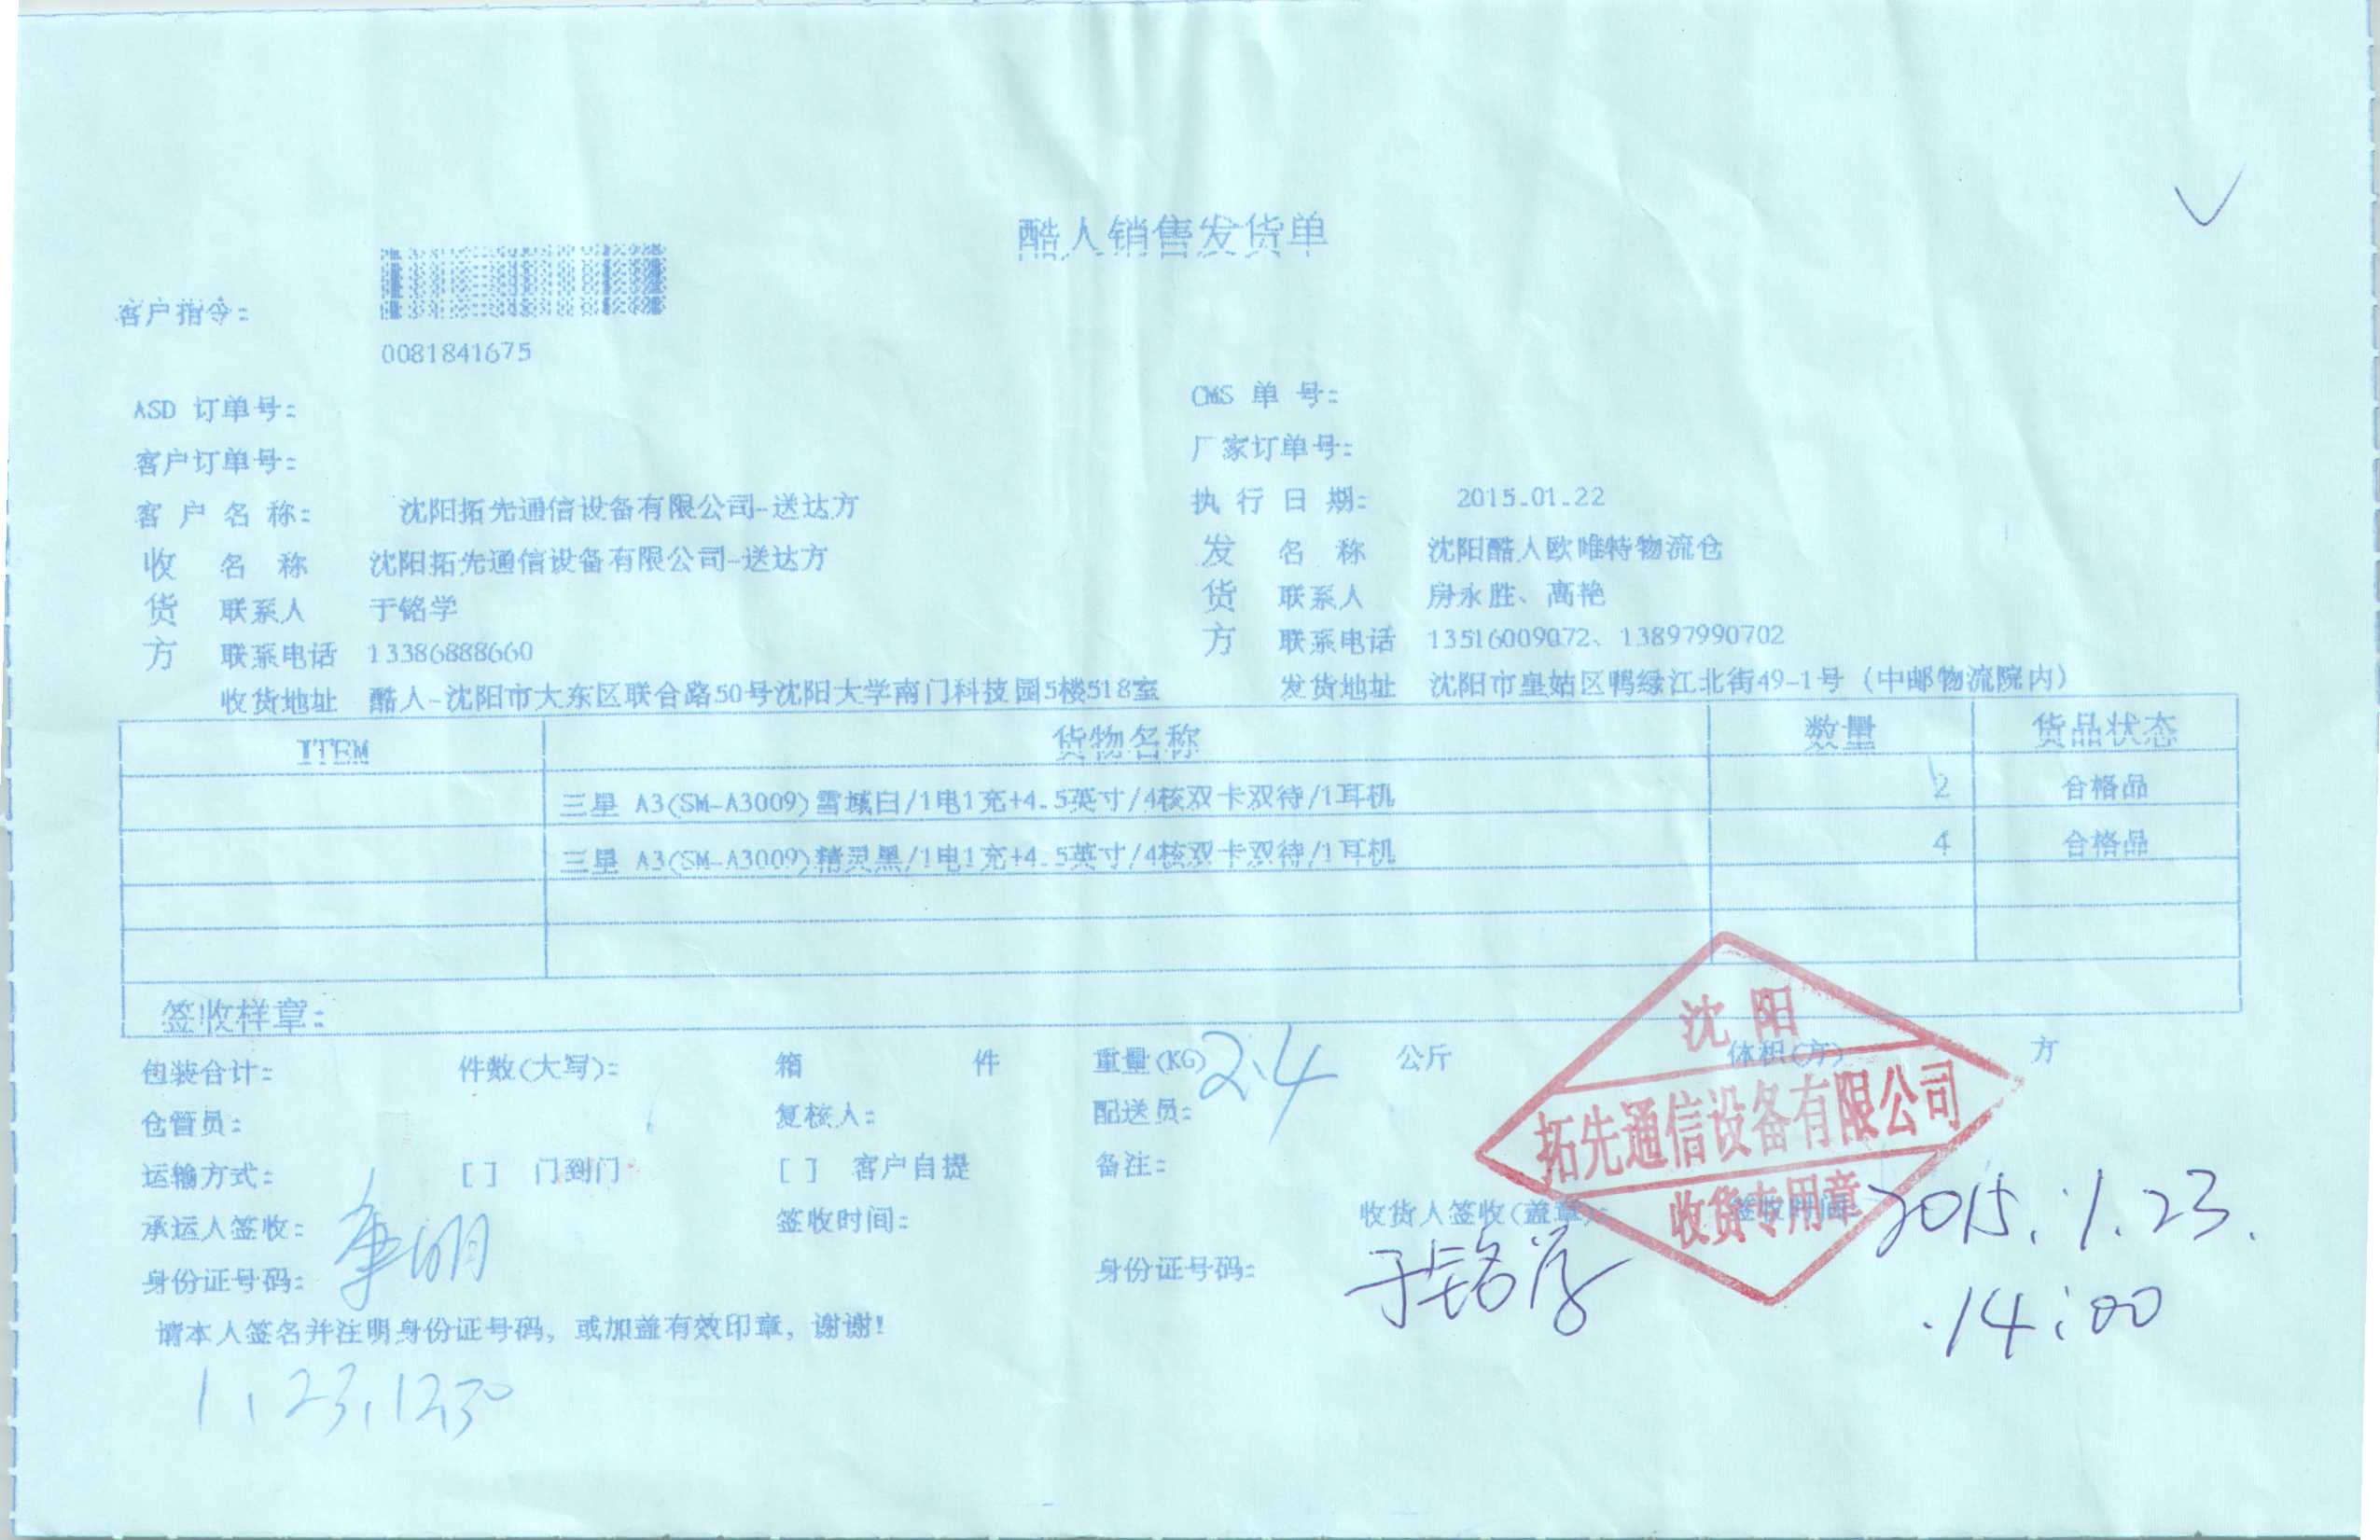 酷人销售发货单
客户指令:
0081841675
ASD 订单号:
CMS 单 号:
客户订单号:
厂家订单号:
客 户 名 称: 沈阳拓先通信设备有限公司-送达方
执 行 日 期: 2015.01.22
收货方
名 称 沈阳拓先通信设备有限公司-送达方
联系人 于铭学
联系电话 13386888660
收货地址 酷人-沈阳市大东区联合路50号沈阳大学南门科技园5楼518室
发货方
名 称 沈阳酷人欧唯特物流仓
联系人 房永胜、高艳
联系电话 13516009072、13897990702
发货地址 沈阳市皇姑区鸭绿江北街49-1号 (中邮物流院内)
ITEM 货物名称 数量 货品状态
三星 A3(SM-A3009)雪域白/1电1充+4.5英寸/4核双卡双待/1耳机 2 合格品
三星 A3(SM-A3009)精灵黑/1电1充+4.5英寸/4核双卡双待/1耳机 4 合格品
签收样章:
包装合计: 件数(大写): 箱 件 重量(KG) 2.4 公斤 体积(方) 方
仓管员: 复核人: 配送员:
运输方式: [ ] 门到门 [ ] 客户自提 备注:
承运人签收: 签收时间: 收货人签收(盖章): 签收时间: 2015.1.23.
身份证号码: 身份证号码: 于铭学 14:00
请本人签名并注明身份证号码, 或加盖有效印章, 谢谢!
1.23.1230
沈阳
拓先通信设备有限公司
收货专用章